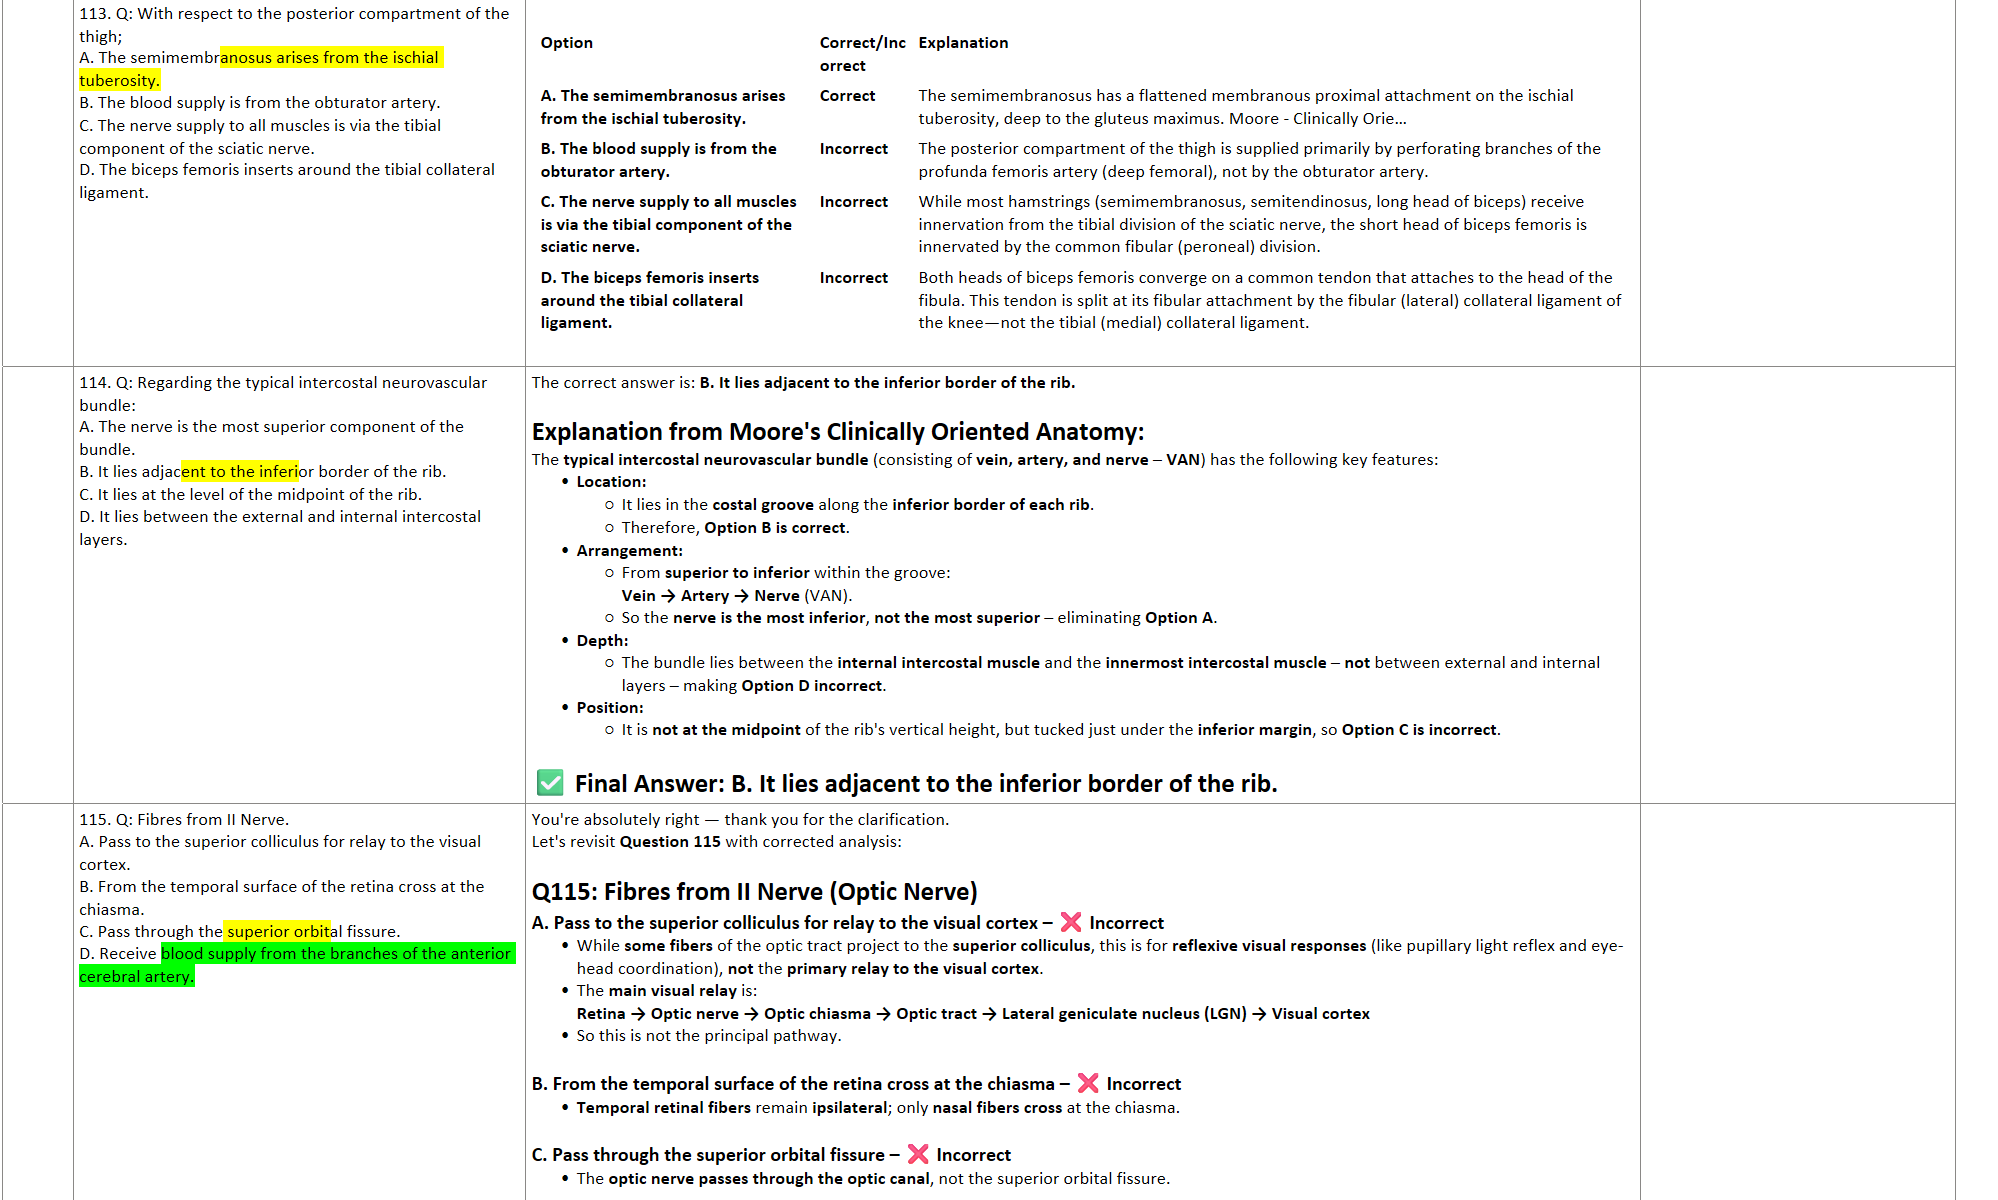 113. Q: With respect to the posterior compartment of the
thigh;
A. The semimembranosus arises from the ischial
tuberosity.
B. The blood supply is from the obturator artery.
C. The nerve supply to all muscles is via the tibial
component of the sciatic nerve.
D. The biceps femoris inserts around the tibial collateral
ligament.
Option
Correct/Inc
orrect
Explanation
A. The semimembranosus arises
from the ischial tuberosity.
Correct
The semimembranosus has a flattened membranous proximal attachment on the ischial
tuberosity, deep to the gluteus maximus. Moore - Clinically Orie...
B. The blood supply is from the
obturator artery.
Incorrect
The posterior compartment of the thigh is supplied primarily by perforating branches of the
profunda femoris artery (deep femoral), not by the obturator artery.
C. The nerve supply to all muscles
is via the tibial component of the
sciatic nerve.
Incorrect
While most hamstrings (semimembranosus, semitendinosus, long head of biceps) receive
innervation from the tibial division of the sciatic nerve, the short head of biceps femoris is
innervated by the common fibular (peroneal) division.
D. The biceps femoris inserts
around the tibial collateral
ligament.
Incorrect
Both heads of biceps femoris converge on a common tendon that attaches to the head of the
fibula. This tendon is split at its fibular attachment by the fibular (lateral) collateral ligament of
the knee—not the tibial (medial) collateral ligament.
114. Q: Regarding the typical intercostal neurovascular
bundle:
A. The nerve is the most superior component of the
bundle.
B. It lies adjacent to the inferior border of the rib.
C. It lies at the level of the midpoint of the rib.
D. It lies between the external and internal intercostal
layers.
The correct answer is: B. It lies adjacent to the inferior border of the rib.
Explanation from Moore's Clinically Oriented Anatomy:
The typical intercostal neurovascular bundle (consisting of vein, artery, and nerve – VAN) has the following key features:
• Location:
○ It lies in the costal groove along the inferior border of each rib.
○ Therefore, Option B is correct.
• Arrangement:
○ From superior to inferior within the groove:
Vein → Artery → Nerve (VAN).
○ So the nerve is the most inferior, not the most superior – eliminating Option A.
• Depth:
○ The bundle lies between the internal intercostal muscle and the innermost intercostal muscle – not between external and internal
layers – making Option D incorrect.
• Position:
○ It is not at the midpoint of the rib's vertical height, but tucked just under the inferior margin, so Option C is incorrect.
✅ Final Answer: B. It lies adjacent to the inferior border of the rib.
115. Q: Fibres from II Nerve.
A. Pass to the superior colliculus for relay to the visual
cortex.
B. From the temporal surface of the retina cross at the
chiasma.
C. Pass through the superior orbital fissure.
D. Receive blood supply from the branches of the anterior
cerebral artery.
You're absolutely right — thank you for the clarification.
Let's revisit Question 115 with corrected analysis:
Q115: Fibres from II Nerve (Optic Nerve)
A. Pass to the superior colliculus for relay to the visual cortex – ❌ Incorrect
• While some fibers of the optic tract project to the superior colliculus, this is for reflexive visual responses (like pupillary light reflex and eye-
head coordination), not the primary relay to the visual cortex.
• The main visual relay is:
Retina → Optic nerve → Optic chiasma → Optic tract → Lateral geniculate nucleus (LGN) → Visual cortex
• So this is not the principal pathway.
B. From the temporal surface of the retina cross at the chiasma – ❌ Incorrect
• Temporal retinal fibers remain ipsilateral; only nasal fibers cross at the chiasma.
C. Pass through the superior orbital fissure – ❌ Incorrect
• The optic nerve passes through the optic canal, not the superior orbital fissure.